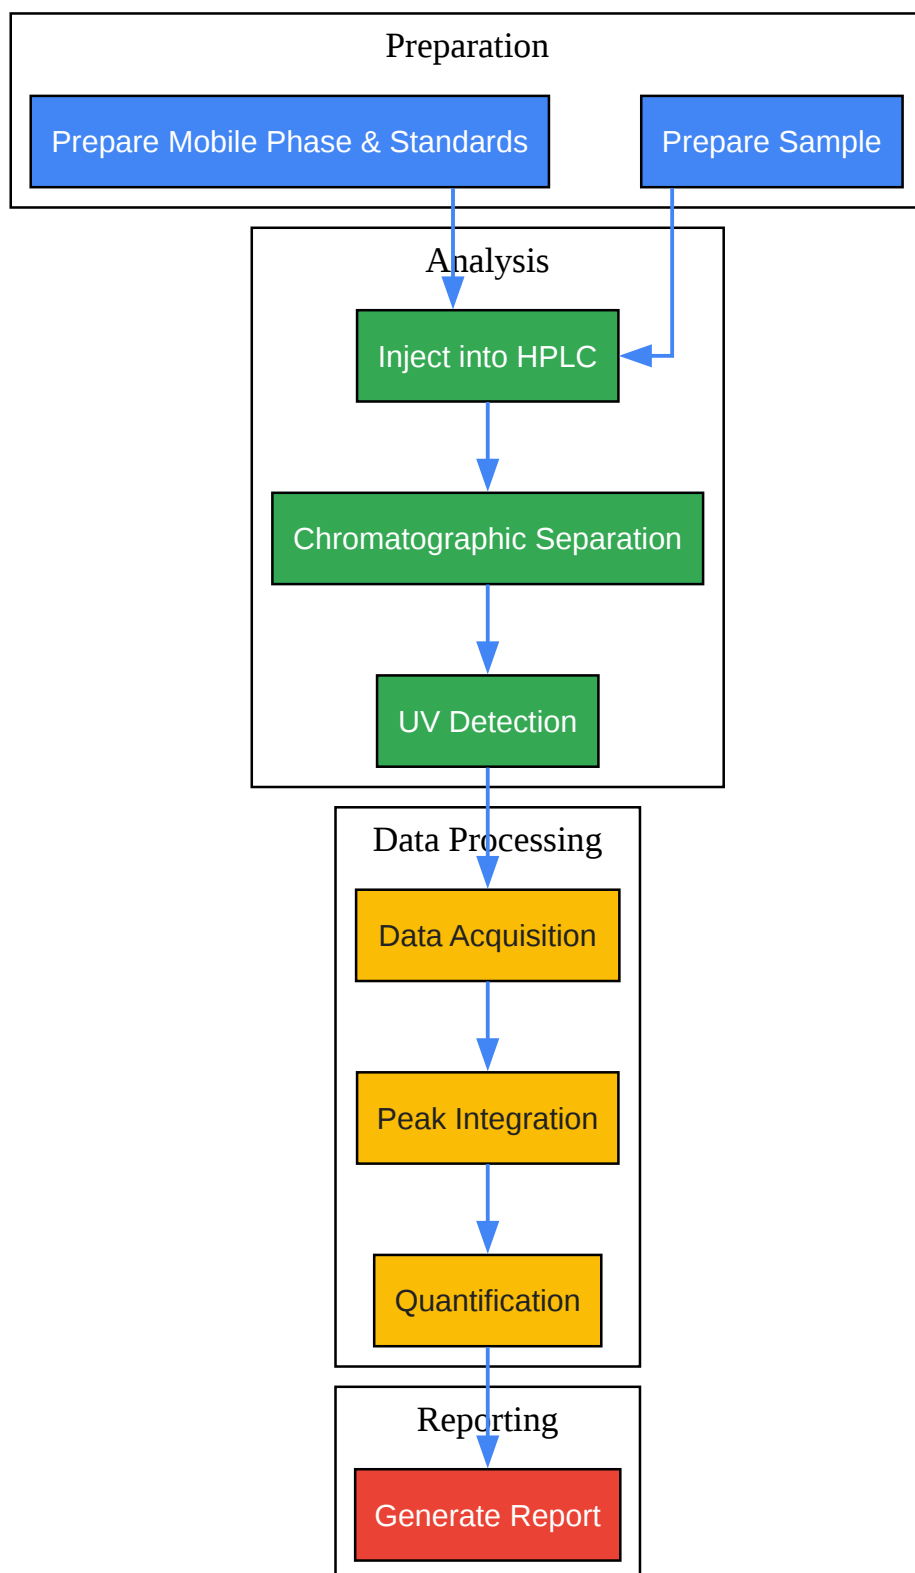 Preparation
Prepare Mobile Phase & Standards
Prepare Sample
Analysis
Inject into HPLC
Chromatographic Separation
UV Detection
Data Processing
Data Acquisition
Peak Integration
Quantification
Reporting
Generate Report